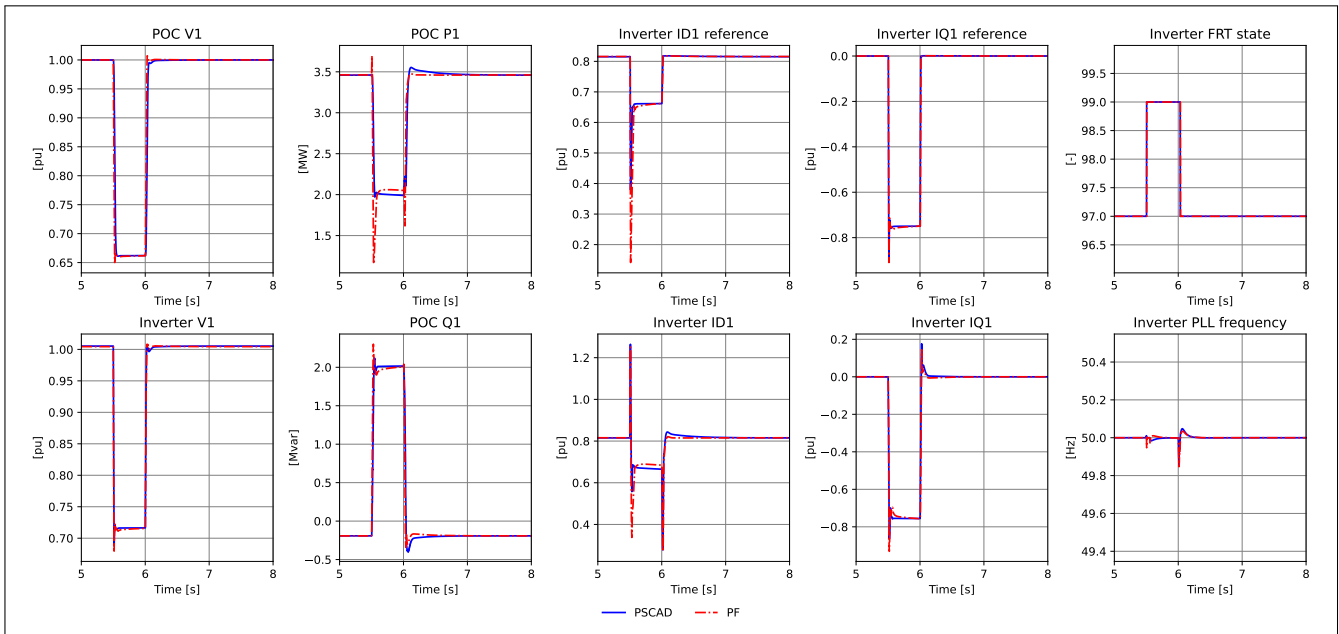 POC V1
POC P1
Inverter ID1 reference
Inverter IQ1 reference
Inverter FRT state
1.00
0.95
0.90
0.85
0.80
0.75
0.70
0.65
[pu]
5 6 7 8
Time [s]
3.5
3.0
2.5
2.0
1.5
[MW]
5 6 7 8
Time [s]
0.8
0.7
0.6
0.5
0.4
0.3
0.2
[pu]
5 6 7 8
Time [s]
0.0
−0.2
−0.4
−0.6
−0.8
[pu]
5 6 7 8
Time [s]
99.5
99.0
98.5
98.0
97.5
97.0
96.5
[-]
5 6 7 8
Time [s]
Inverter V1
POC Q1
Inverter ID1
Inverter IQ1
Inverter PLL frequency
1.00
0.95
0.90
0.85
0.80
0.75
0.70
[pu]
5 6 7 8
Time [s]
2.0
1.5
1.0
0.5
−0.0
−0.5
[Mvar]
5 6 7 8
Time [s]
1.2
1.0
0.8
0.6
0.4
[pu]
5 6 7 8
Time [s]
0.2
0.0
−0.2
−0.4
−0.6
−0.8
[pu]
5 6 7 8
Time [s]
50.4
50.2
50.0
49.8
49.6
49.4
[Hz]
5 6 7 8
Time [s]
PSCAD
PF